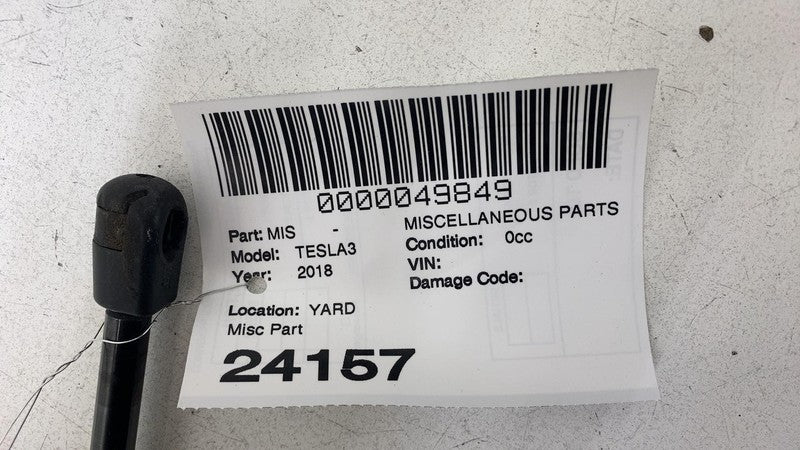 0000049849
Part: MIS - MISCELLANEOUS PARTS
Model: TESLA3 Condition: 0cc
Year: 2018 VIN:
Damage Code:
Location: YARD
Misc Part
24157